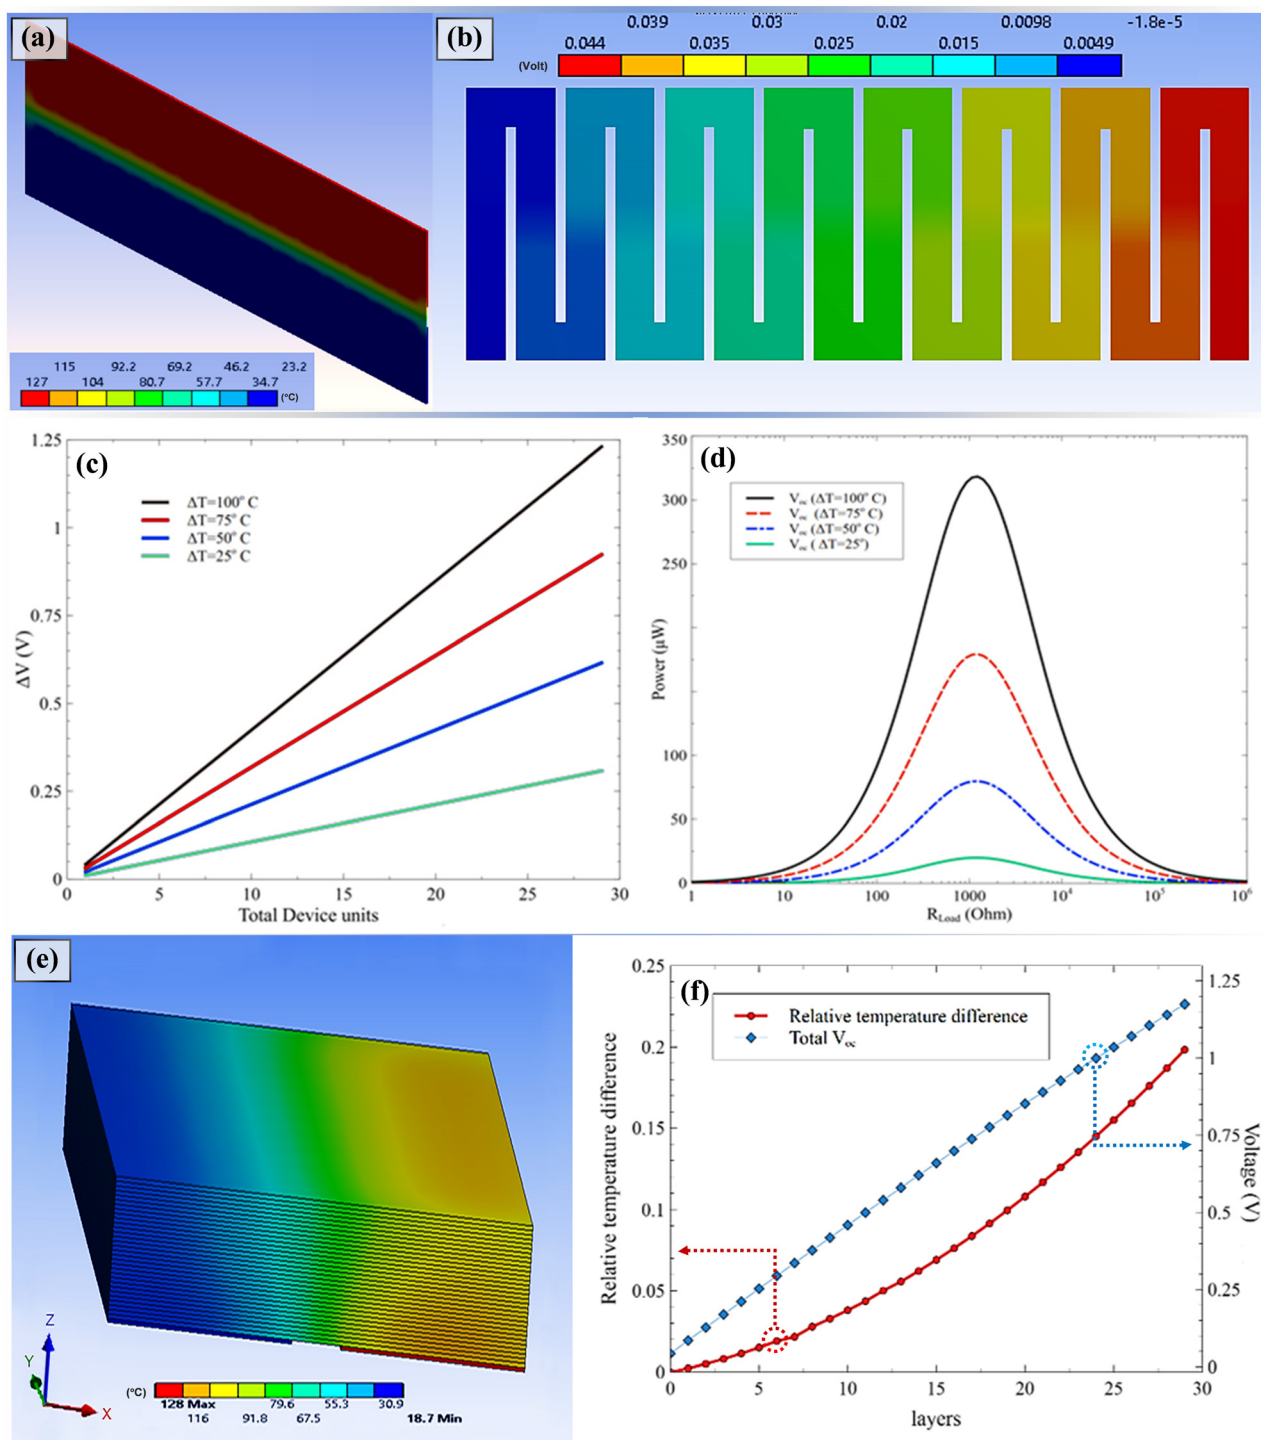 (a)
115 92.2 69.2 46.2 23.2
127 104 80.7 57.7 34.7 (°C)
(b)
0.039 0.03 0.02 0.0098 -1.8e-5
0.044 0.035 0.025 0.015 0.0049
(Volt)
(c)
ΔT=100° C
ΔT=75° C
ΔT=50° C
ΔT=25° C
1.25
1
0.75
0.5
0.25
0
ΔV (V)
0 5 10 15 20 25 30
Total Device units
(d)
Voc (ΔT=100° C)
Voc (ΔT=75° C)
Voc (ΔT=50° C)
Voc (ΔT=25°)
350
300
250
100
50
0
Power (µW)
1 10 100 1000 10⁴ 10⁵ 10⁶
RLoad (Ohm)
(e)
Z
Y
X
(°C)
128 Max 79.6 55.3 30.9
116 91.8 67.5 18.7 Min
(f)
Relative temperature difference
Total Voc
0.25
0.2
0.15
0.1
0.05
0
Relative temperature difference
1.25
1
0.75
0.5
0.25
0
Voltage (V)
0 5 10 15 20 25 30
layers